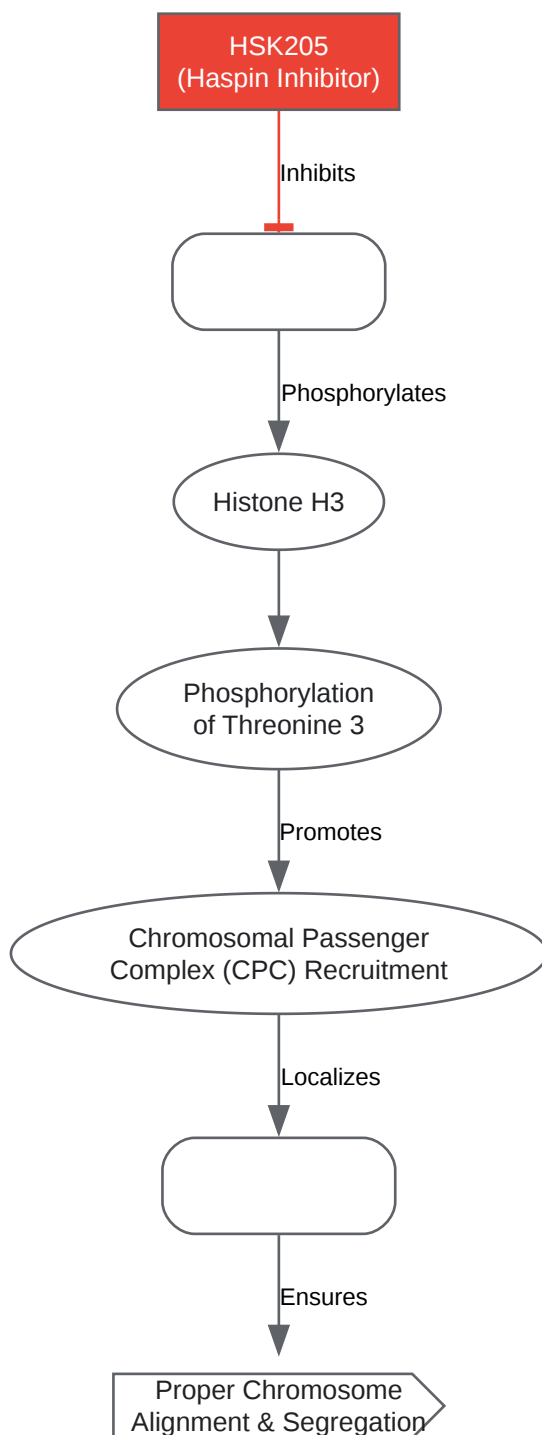 HSK205
(Haspin Inhibitor)
Inhibits
Phosphorylates
Histone H3
Phosphorylation
of Threonine 3
Promotes
Chromosomal Passenger
Complex (CPC) Recruitment
Localizes
Ensures
Proper Chromosome
Alignment & Segregation